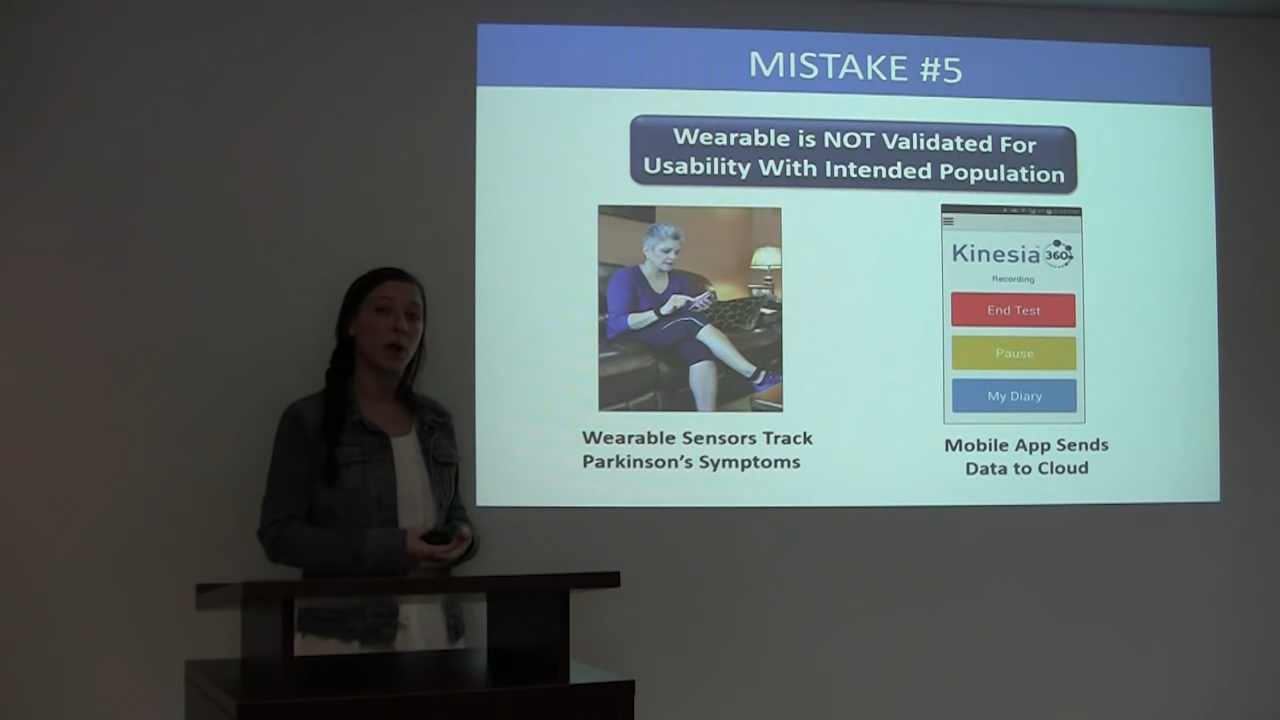 MISTAKE #5
Wearable is NOT Validated For
Usability With Intended Population
Kinesia 360
Recording
End Test
Pause
My Diary
Wearable Sensors Track
Parkinson's Symptoms
Mobile App Sends
Data to Cloud